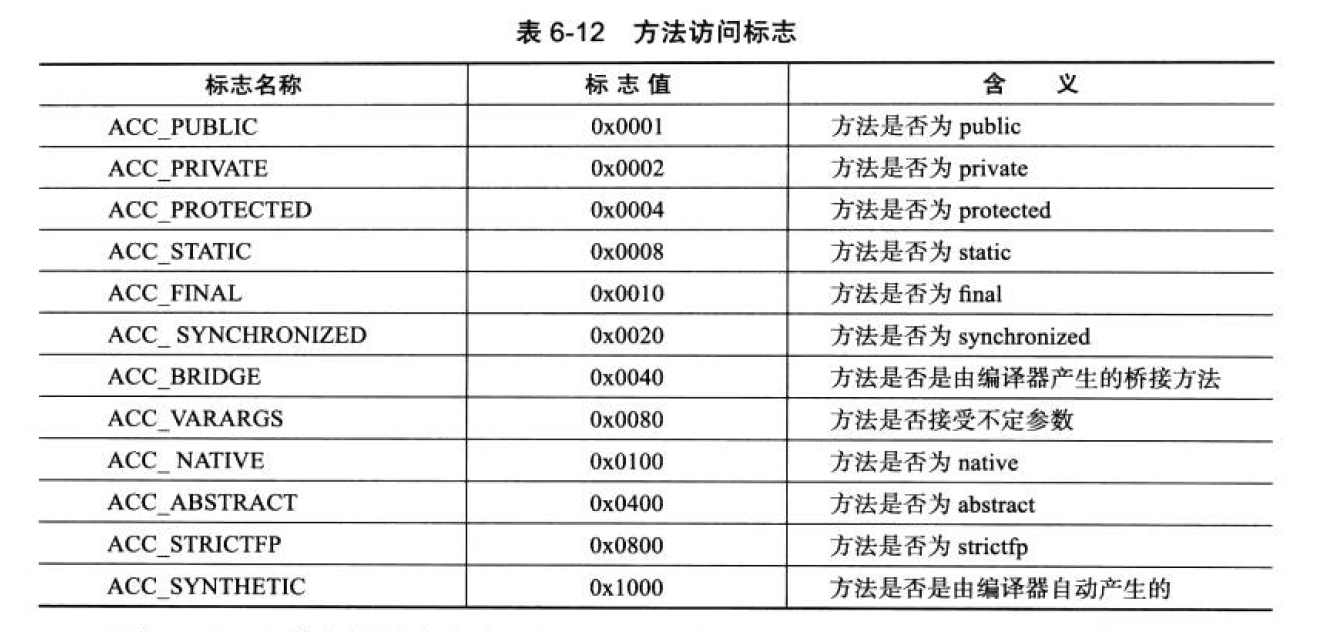 表 6-12 方法访问标志
标志名称 标 志 值 含 义
ACC_PUBLIC 0x0001 方法是否为 public
ACC_PRIVATE 0x0002 方法是否为 private
ACC_PROTECTED 0x0004 方法是否为 protected
ACC_STATIC 0x0008 方法是否为 static
ACC_FINAL 0x0010 方法是否为 final
ACC_ SYNCHRONIZED 0x0020 方法是否为 synchronized
ACC_BRIDGE 0x0040 方法是否是由编译器产生的桥接方法
ACC_VARARGS 0x0080 方法是否接受不定参数
ACC_ NATIVE 0x0100 方法是否为 native
ACC_ABSTRACT 0x0400 方法是否为 abstract
ACC_STRICTFP 0x0800 方法是否为 strictfp
ACC_SYNTHETIC 0x1000 方法是否是由编译器自动产生的